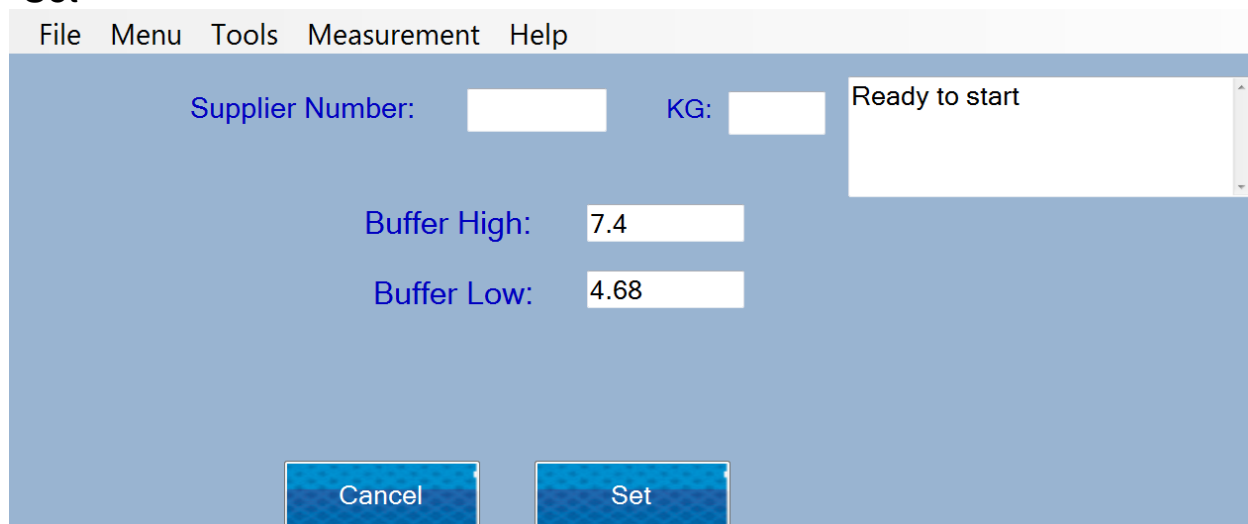 File Menu Tools Measurement Help
Supplier Number: KG: Ready to start
Buffer High: 7.4
Buffer Low: 4.68
Cancel Set